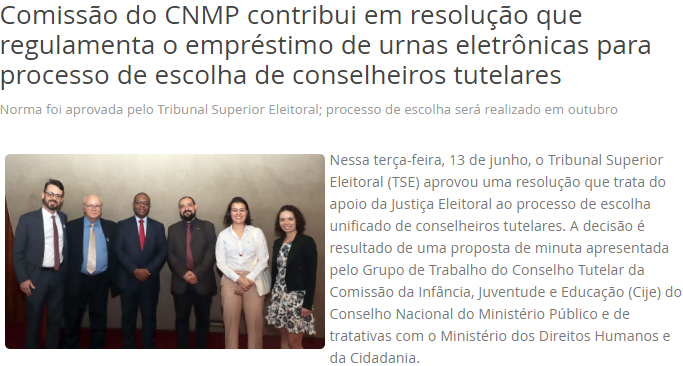 Comissão do CNMP contribui em resolução que
regulamenta o empréstimo de urnas eletrônicas para
processo de escolha de conselheiros tutelares
Norma foi aprovada pelo Tribunal Superior Eleitoral; processo de escolha será realizado em outubro
Nessa terça-feira, 13 de junho, o Tribunal Superior
Eleitoral (TSE) aprovou uma resolução que trata do
apoio da Justiça Eleitoral ao processo de escolha
unificado de conselheiros tutelares. A decisão é
resultado de uma proposta de minuta apresentada
pelo Grupo de Trabalho do Conselho Tutelar da
Comissão da Infância, Juventude e Educação (Cije) do
Conselho Nacional do Ministério Público e de
tratativas com o Ministério dos Direitos Humanos e
da Cidadania.